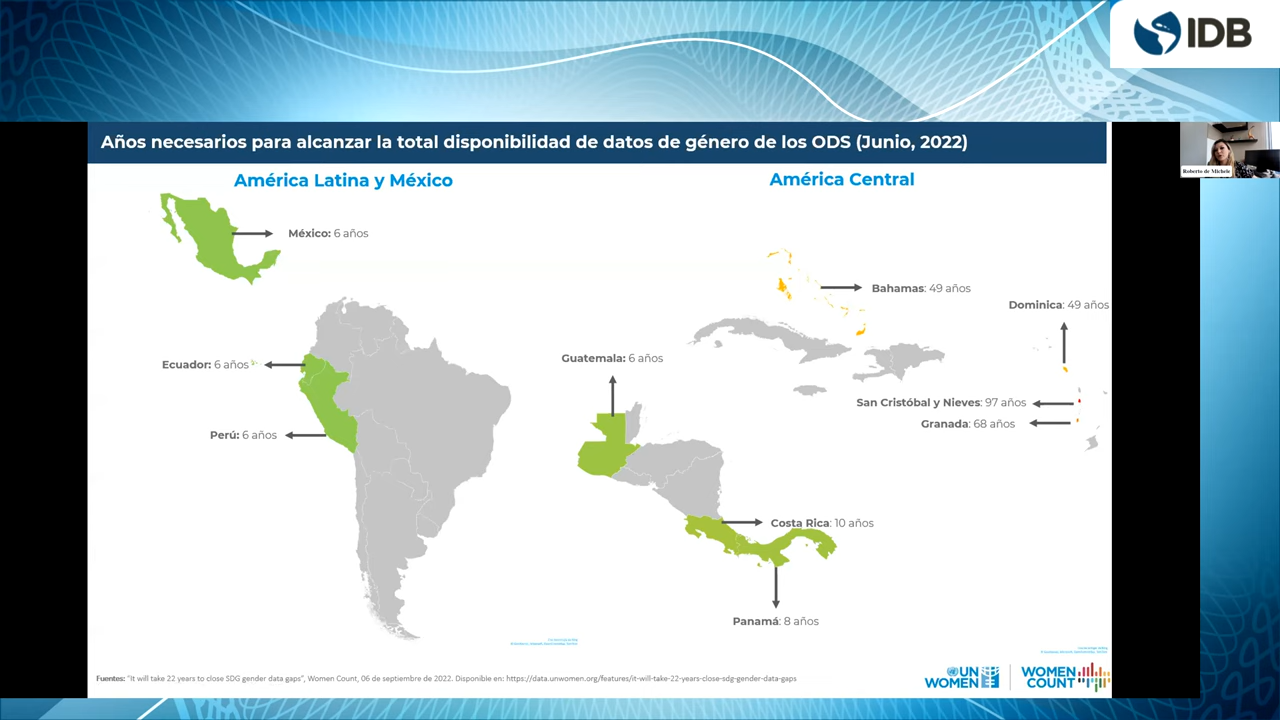 IDB
Años necesarios para alcanzar la total disponibilidad de datos de género de los ODS (Junio, 2022)
Roberto de Michele
América Latina y México
América Central
México: 6 años
Bahamas: 49 años
Dominica: 49 años
Guatemala: 6 años
Ecuador: 6 años
San Cristóbal y Nieves: 97 años
Granada: 68 años
Perú: 6 años
Costa Rica: 10 años
Panamá: 8 años
Fuentes: "It will take 22 years to close SDG gender data gaps", Women Count, 06 de septiembre de 2022. Disponible en: https://data.unwomen.org/features/it-will-take-22-years-close-sdg-gender-data-gaps
UN
WOMEN
WOMEN
COUNT